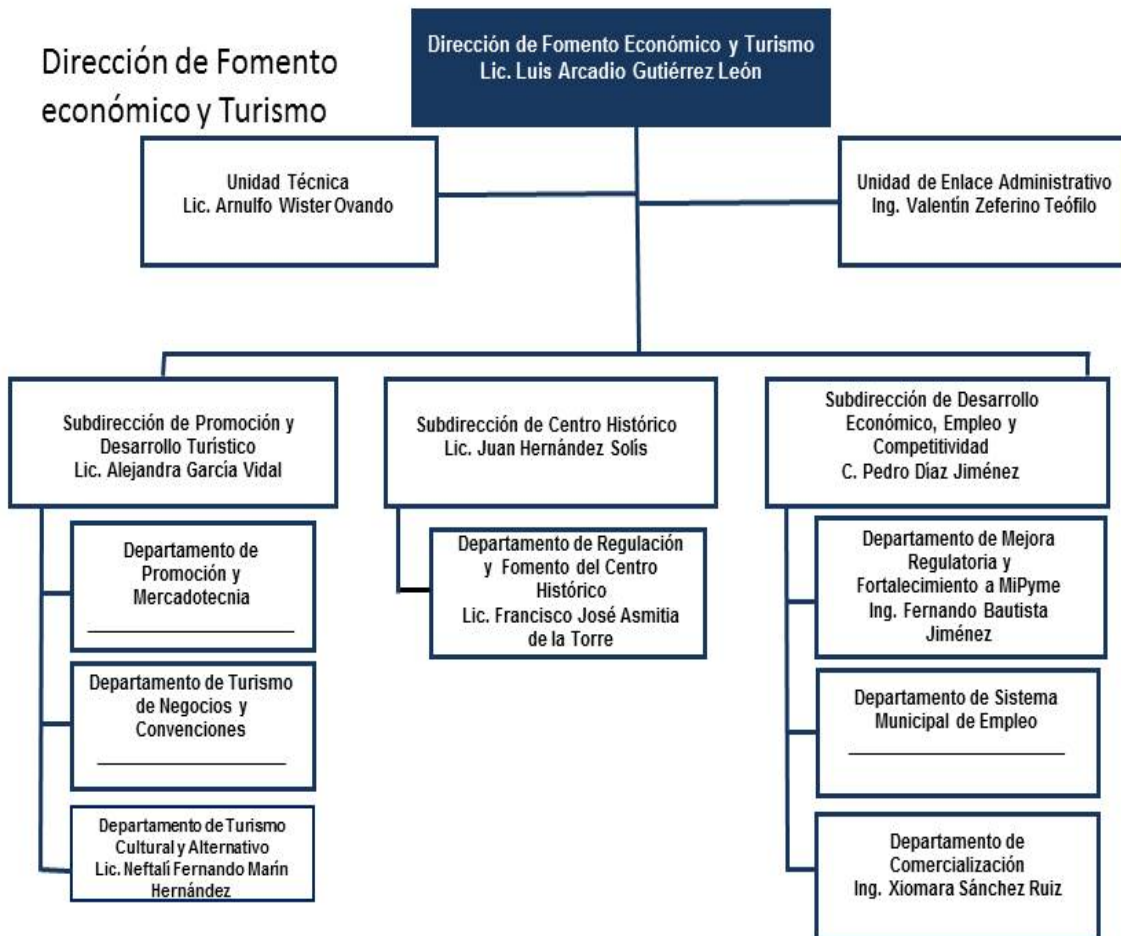 Dirección de Fomento
económico y Turismo
Dirección de Fomento Económico y Turismo
Lic. Luis Arcadio Gutiérrez León
Unidad Técnica
Lic. Arnulfo Wister Ovando
Unidad de Enlace Administrativo
Ing. Valentín Zeferino Teófilo
Subdirección de Promoción y
Desarrollo Turístico
Lic. Alejandra García Vidal
Departamento de
Promoción y
Mercadotecnia
Departamento de Turismo
de Negocios y
Convenciones
Departamento de Turismo
Cultural y Alternativo
Lic. Neftalí Fernando Marín
Hernández
Subdirección de Centro Histórico
Lic. Juan Hernández Solís
Departamento de Regulación
y Fomento del Centro
Histórico
Lic. Francisco José Asmitia
de la Torre
Subdirección de Desarrollo
Económico, Empleo y
Competitividad
C. Pedro Díaz Jiménez
Departamento de Mejora
Regulatoria y
Fortalecimiento a MiPyme
Ing. Fernando Bautista
Jiménez
Departamento de Sistema
Municipal de Empleo
Departamento de
Comercialización
Ing. Xiomara Sánchez Ruiz